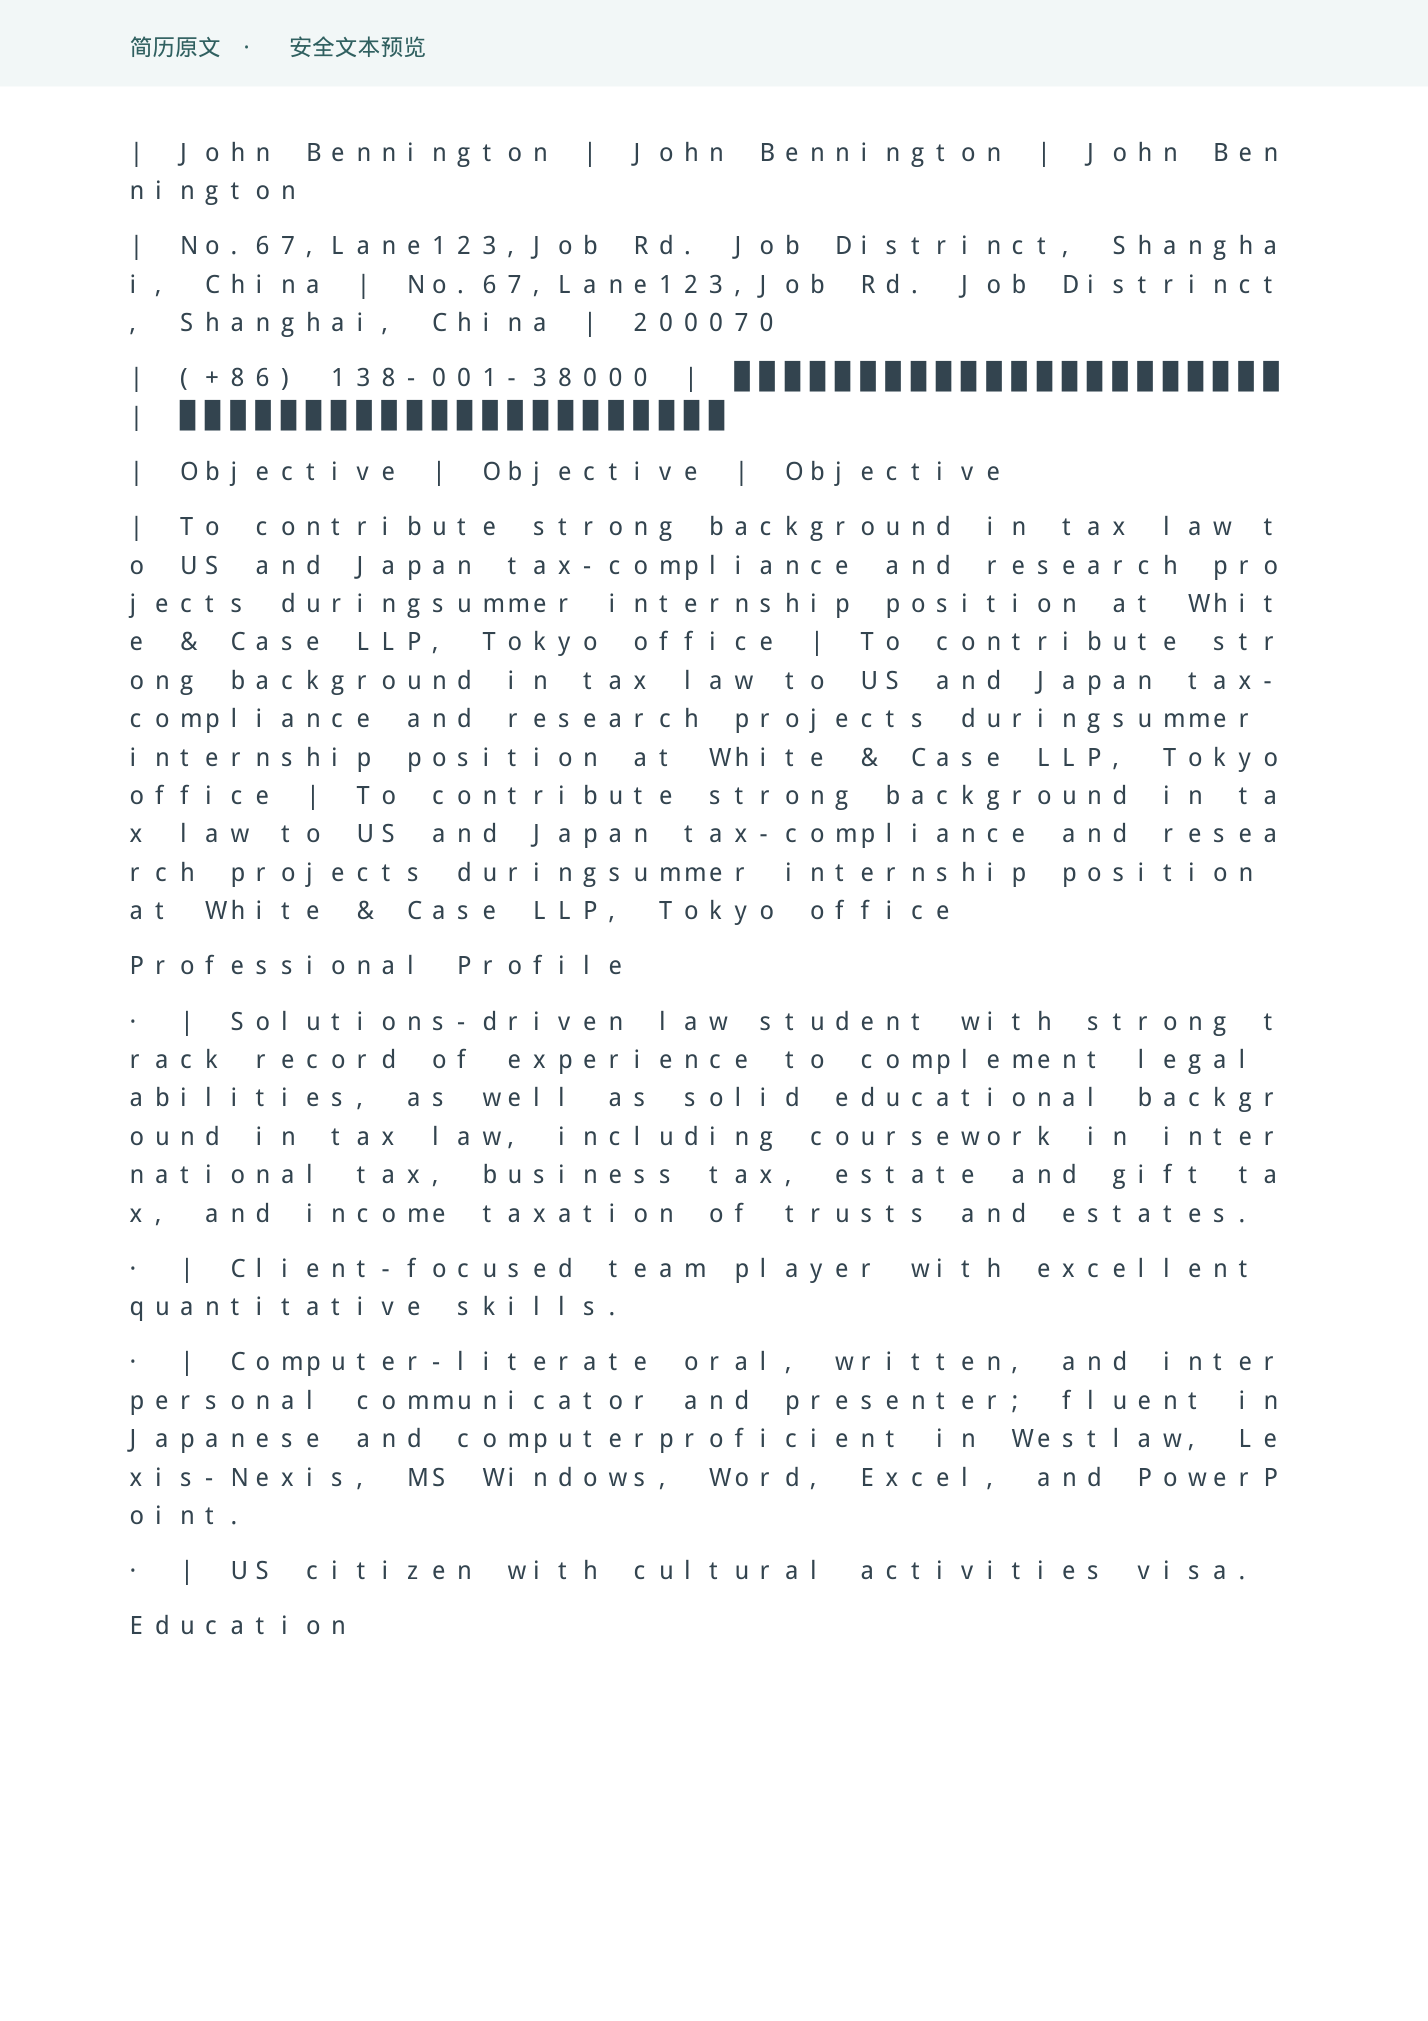 简历原文 · 安全文本预览
| John Bennington | John Bennington | John Ben
nington
| No.67,Lane123,Job Rd. Job Distrinct, Shangha
i, China | No.67,Lane123,Job Rd. Job Distrinct
, Shanghai, China | 200070
| (+86) 138-001-38000 | ██████████████████████
| ██████████████████████
| Objective | Objective | Objective
| To contribute strong background in tax law t
o US and Japan tax-compliance and research pro
jects duringsummer internship position at Whit
e & Case LLP, Tokyo office | To contribute str
ong background in tax law to US and Japan tax-
compliance and research projects duringsummer
internship position at White & Case LLP, Tokyo
office | To contribute strong background in ta
x law to US and Japan tax-compliance and resea
rch projects duringsummer internship position
at White & Case LLP, Tokyo office
Professional Profile
· | Solutions-driven law student with strong t
rack record of experience to complement legal
abilities, as well as solid educational backgr
ound in tax law, including coursework in inter
national tax, business tax, estate and gift ta
x, and income taxation of trusts and estates.
· | Client-focused team player with excellent
quantitative skills.
· | Computer-literate oral, written, and inter
personal communicator and presenter; fluent in
Japanese and computerproficient in Westlaw, Le
xis-Nexis, MS Windows, Word, Excel, and PowerP
oint.
· | US citizen with cultural activities visa.
Education